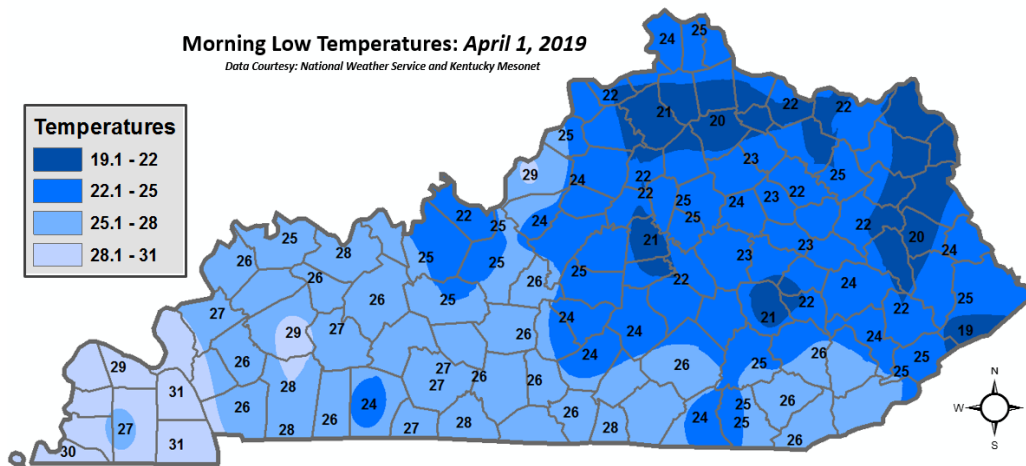 Morning Low Temperatures: April 1, 2019
Data Courtesy: National Weather Service and Kentucky Mesonet
Temperatures
19.1 - 22
22.1 - 25
25.1 - 28
28.1 - 31
24 25
22 21 20 22 22
25
23
29 24 22 25
22 25 24 23 22
22 25 24 25 22
25 28 21 23 20 24
26 25 25 23
26 26 25 22 24
26 25 22 22 25
27 24 21
29 27 26 24 24 19
24 26 25
29 26 27 26 25 25
28 27 26 26
31
26 24 25 26
26 28 26 24 25
27 28 27 28
31 26
30
N
W E
S